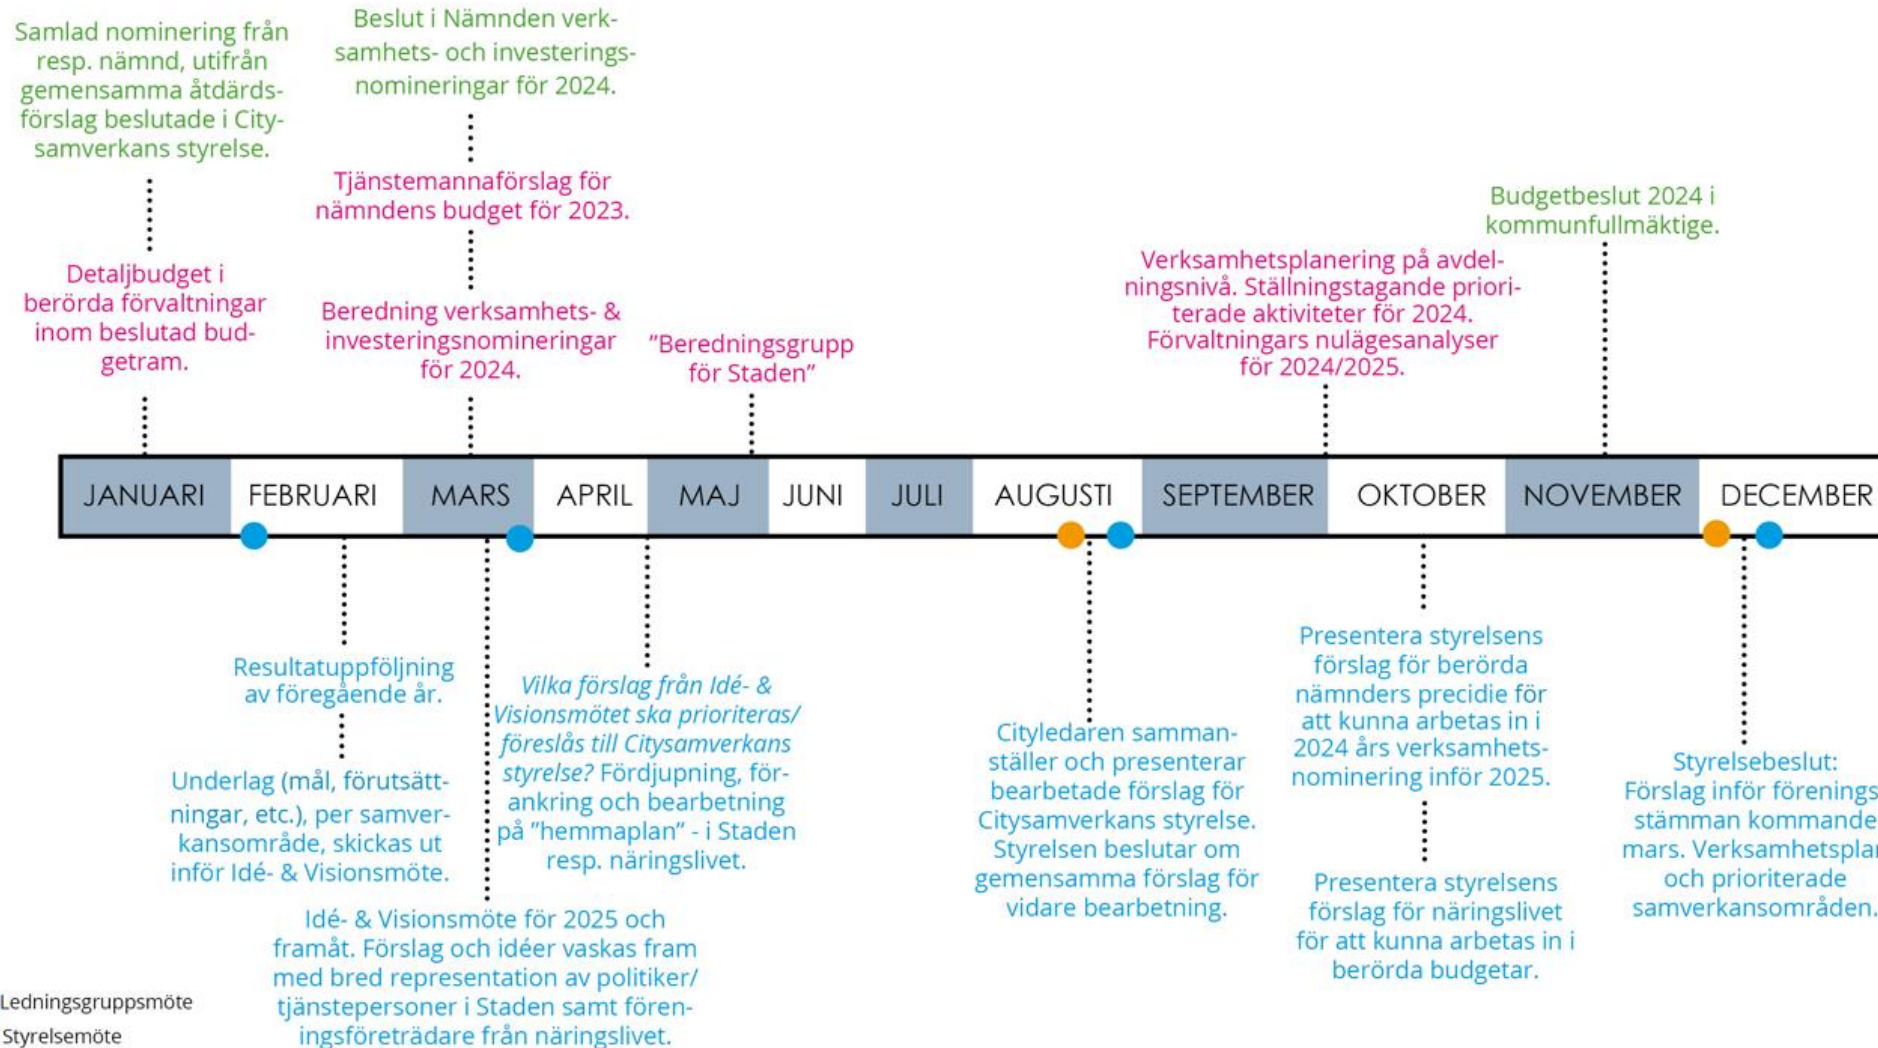 Samlad nominering från
resp. nämnd, utifrån
gemensamma åtdärds-
förslag beslutade i City-
samverkans styrelse.
Detaljbudget i
berörda förvaltningar
inom beslutad bud-
getram.
Beslut i Nämnden verk-
samhets- och investerings-
nomineringar för 2024.
Tjänstemannaförslag för
nämndens budget för 2023.
Beredning verksamhets- &
investeringsnomineringar
för 2024.
”Beredningsgrupp
för Staden”
Verksamhetsplanering på avdel-
ningsnivå. Ställningstagande priori-
terade aktiviteter för 2024.
Förvaltningars nulägesanalyser
för 2024/2025.
Budgetbeslut 2024 i
kommunfullmäktige.
JANUARI FEBRUARI MARS APRIL MAJ JUNI JULI AUGUSTI SEPTEMBER OKTOBER NOVEMBER DECEMBER
Resultatuppföljning
av föregående år.
Underlag (mål, förutsätt-
ningar, etc.), per samver-
kansområde, skickas ut
inför Idé- & Visionsmöte.
Idé- & Visionsmöte för 2025 och
framåt. Förslag och idéer vaskas fram
med bred representation av politiker/
tjänstepersoner i Staden samt fören-
ingsföreträdare från näringslivet.
Vilka förslag från Idé- &
Visionsmötet ska prioriteras/
föreslås till Citysamverkans
styrelse? Fördjupning, för-
ankring och bearbetning
på ”hemmaplan” - i Staden
resp. näringslivet.
Cityledaren samman-
ställer och presenterar
bearbetade förslag för
Citysamverkans styrelse.
Styrelsen beslutar om
gemensamma förslag för
vidare bearbetning.
Presentera styrelsens
förslag för berörda
nämnders precidie för
att kunna arbetas in i
2024 års verksamhets-
nominering inför 2025.
Presentera styrelsens
förslag för näringslivet
för att kunna arbetas in i
berörda budgetar.
Styrelsebeslut:
Förslag inför förenings
stämman kommande
mars. Verksamhetsplan
och prioriterade
samverkansområden.
Ledningsgruppsmöte
Styrelsemöte